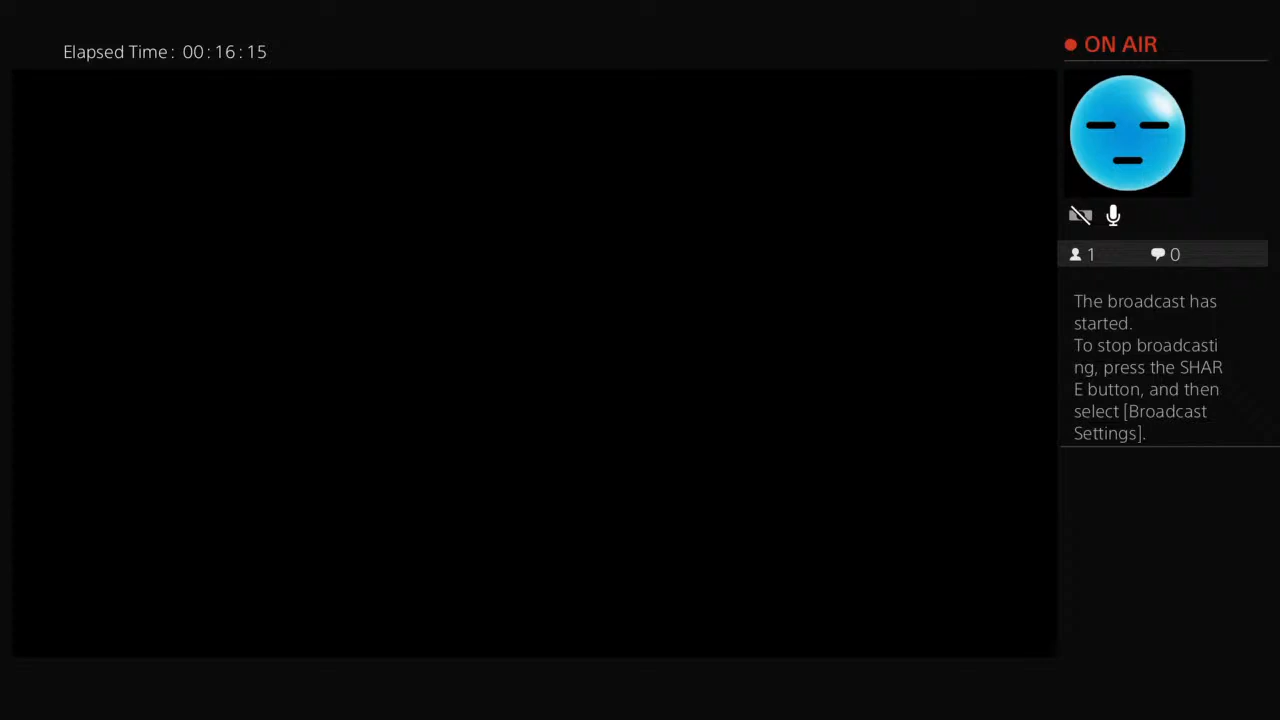 Elapsed Time: 00:16:15
ON AIR
1 0
The broadcast has
started.
To stop broadcasti
ng, press the SHAR
E button, and then
select [Broadcast
Settings].